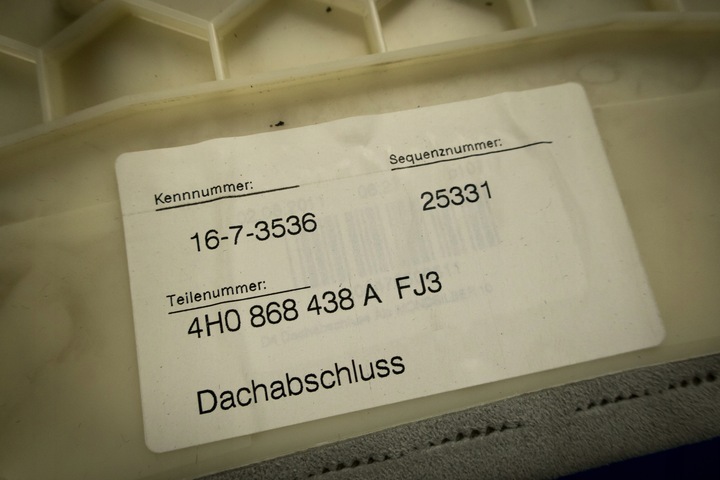 Kennnummer: Sequenznummer:
16-7-3536 25331
Teilenummer:
4H0 868 438 A FJ3
Dachabschluss